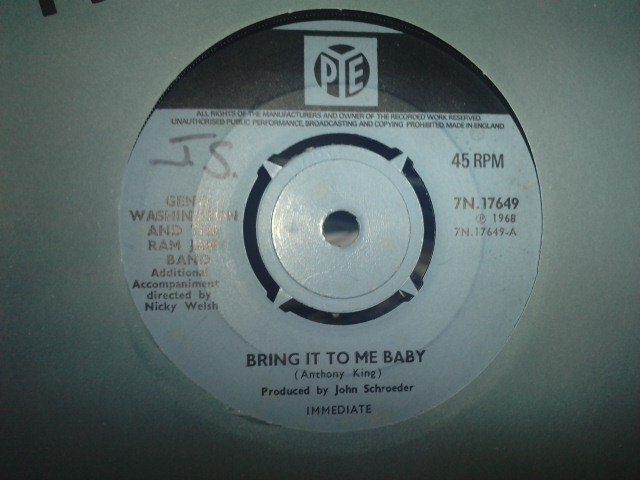 PYE
ALL RIGHTS OF THE MANUFACTURERS AND OWNER OF THE RECORDED WORK RESERVED.
UNAUTHORISED PUBLIC PERFORMANCE, BROADCASTING AND COPYING PROHIBITED. MADE IN ENGLAND
J.S.
45 RPM
GENO
WASHINGTON
AND THE
RAM JAM
BAND
Additional
Accompaniment
directed by
Nicky Welsh
7N.17649
℗ 1968
7N.17649-A
BRING IT TO ME BABY
(Anthony King)
Produced by John Schroeder
IMMEDIATE